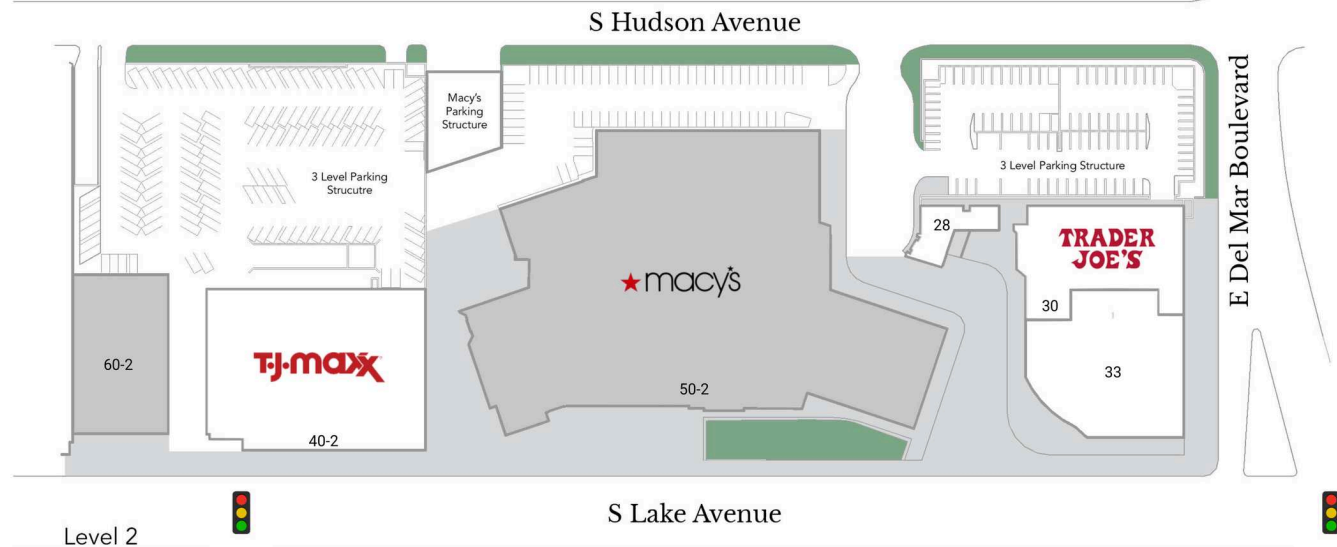 S Hudson Avenue
Macy's
Parking
Structure
3 Level Parking
Strucutre
3 Level Parking Structure
E Del Mar Boulevard
28
TRADER
JOE'S
macy's
30
60-2
T·J·maxx
33
50-2
40-2
S Lake Avenue
Level 2